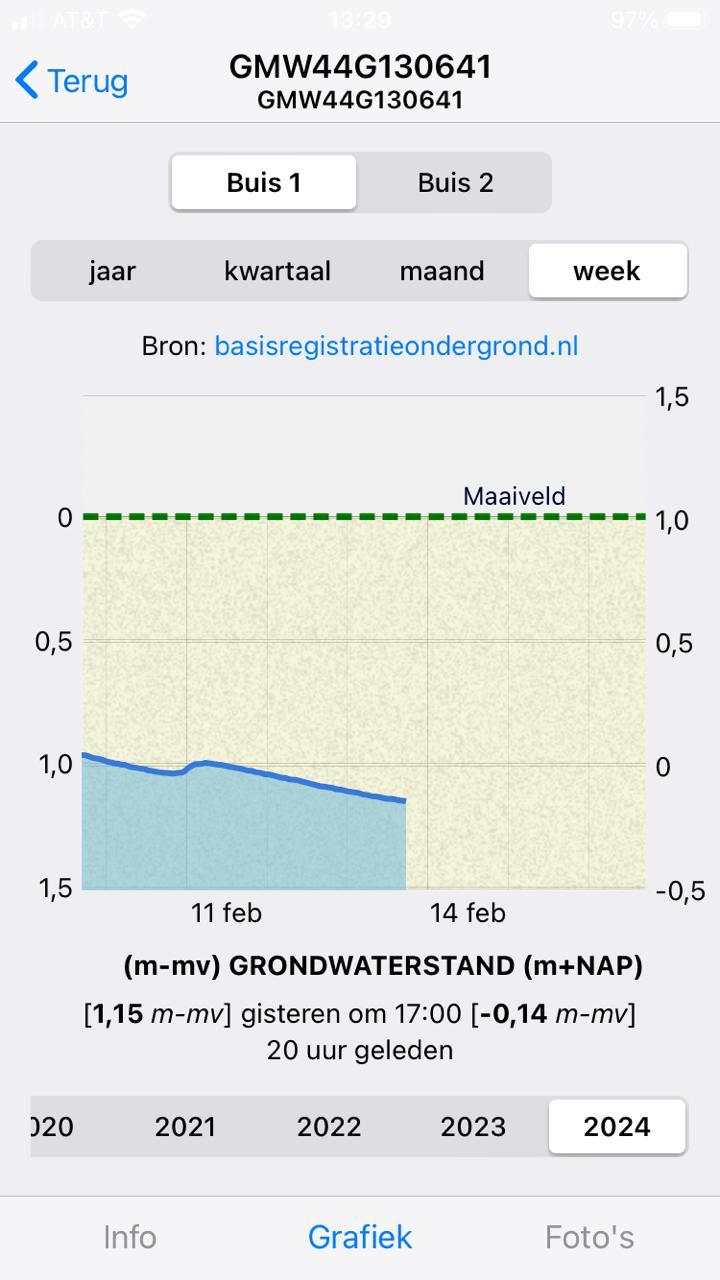 AT&T 13:29 97%
Terug GMW44G130641
GMW44G130641
Buis 1 Buis 2
jaar kwartaal maand week
Bron: basisregistratieondergrond.nl
1,5
Maaiveld
0 1,0
0,5 0,5
1,0 0
1,5 -0,5
11 feb 14 feb
(m-mv) GRONDWATERSTAND (m+NAP)
[1,15 m-mv] gisteren om 17:00 [-0,14 m-mv]
20 uur geleden
020 2021 2022 2023 2024
Info Grafiek Foto's